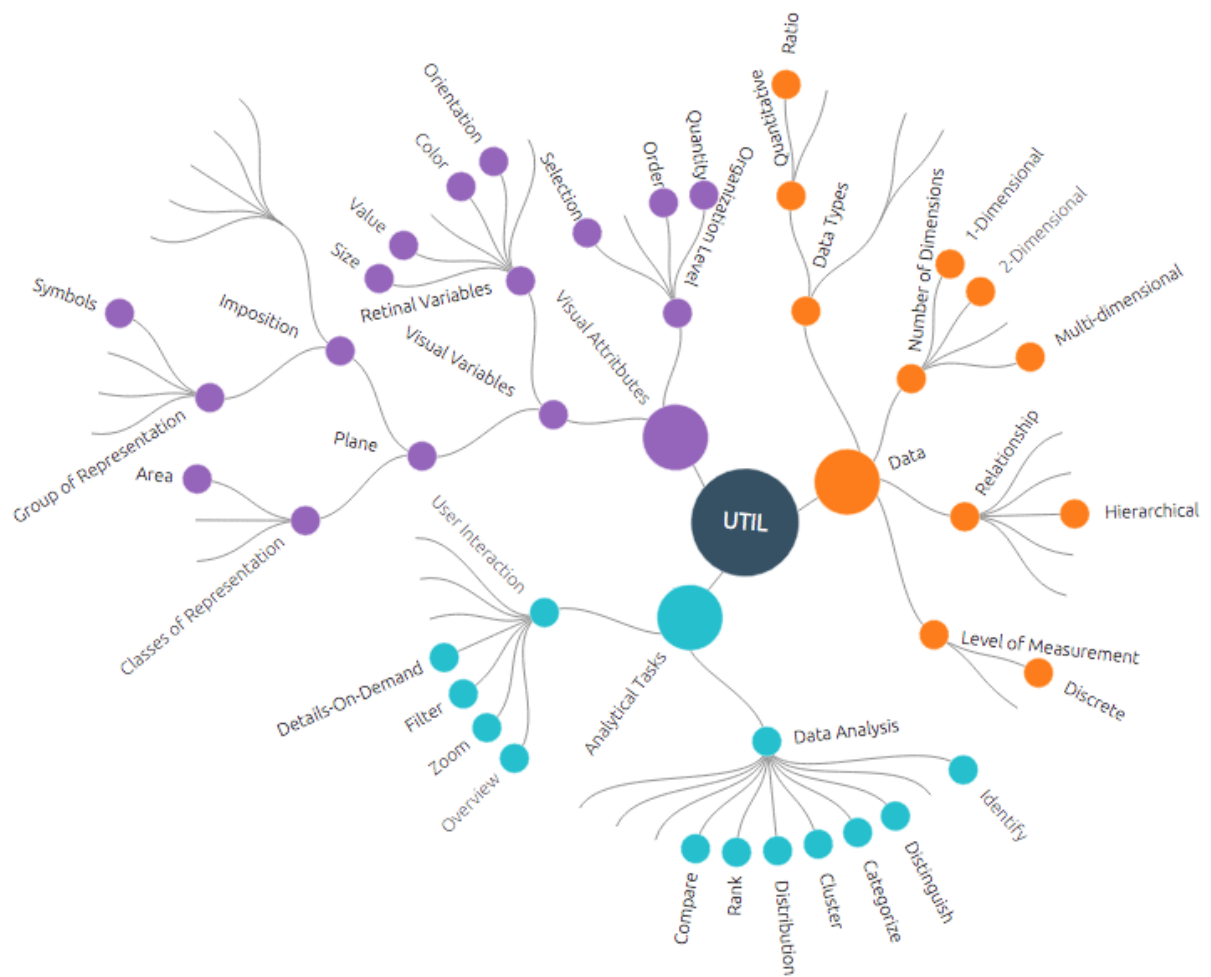 UTIL
Visual Attritbutes
Visual Variables
Plane
Imposition
Group of Representation
Symbols
Classes of Representation
Area
Retinal Variables
Size
Value
Color
Orientation
Organization Level
Selection
Order
Quantity
Data
Data Types
Quantitative
Ratio
Number of Dimensions
1-Dimensional
2-Dimensional
Multi-dimensional
Relationship
Hierarchical
Level of Measurement
Discrete
Analytical Tasks
Data Analysis
Identify
Distinguish
Categorize
Cluster
Distribution
Rank
Compare
User Interaction
Overview
Zoom
Filter
Details-On-Demand